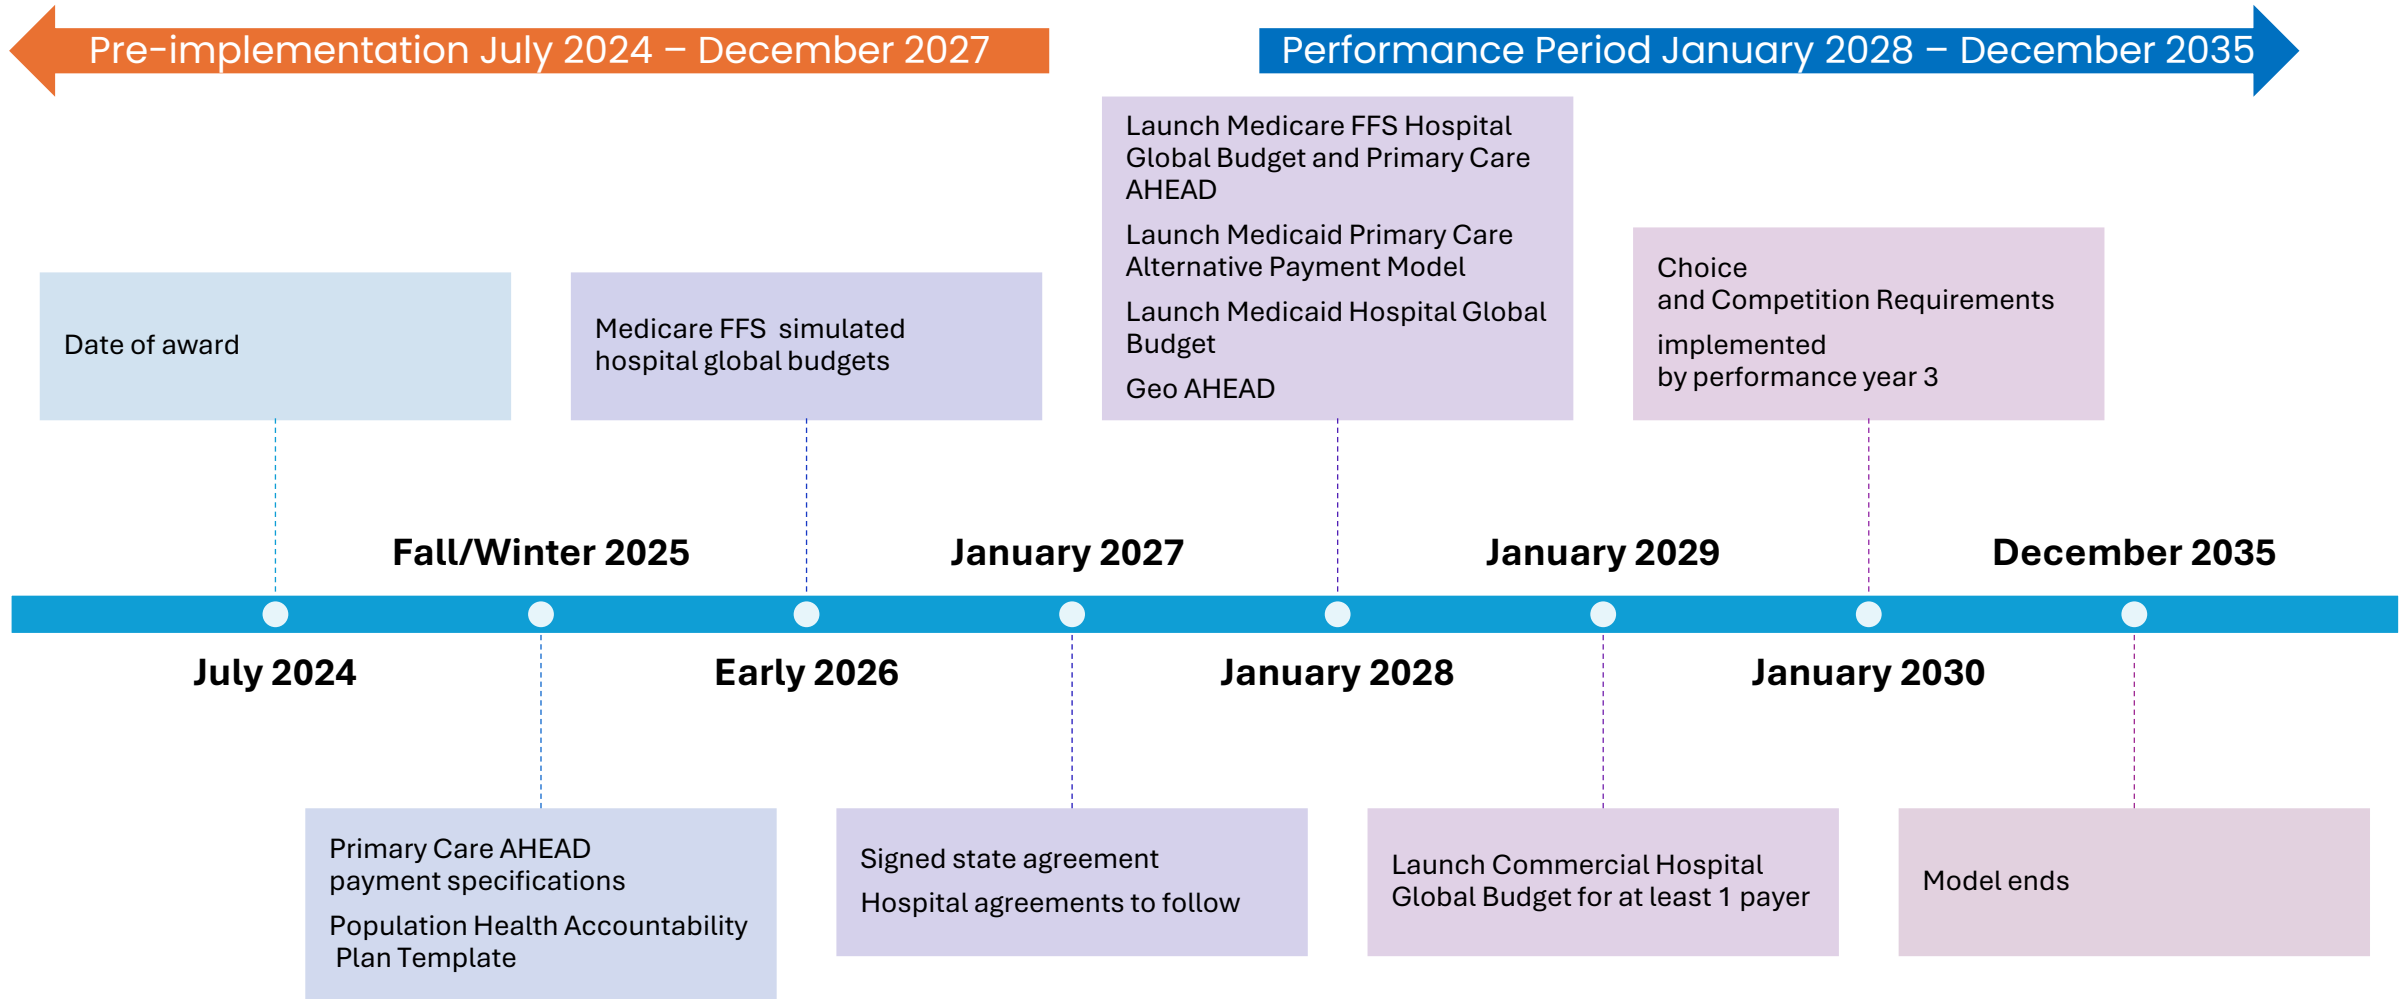 Pre-implementation July 2024 – December 2027
Performance Period January 2028 – December 2035
Launch Medicare FFS Hospital
Global Budget and Primary Care
AHEAD
Launch Medicaid Primary Care
Alternative Payment Model
Launch Medicaid Hospital Global
Budget
Geo AHEAD
Choice
and Competition Requirements
implemented
by performance year 3
Date of award
Medicare FFS  simulated
hospital global budgets
Fall/Winter 2025
January 2027
January 2029
December 2035
July 2024
Early 2026
January 2028
January 2030
Primary Care AHEAD
payment specifications
Population Health Accountability
Plan Template
Signed state agreement
Hospital agreements to follow
Launch Commercial Hospital
Global Budget for at least 1 payer
Model ends